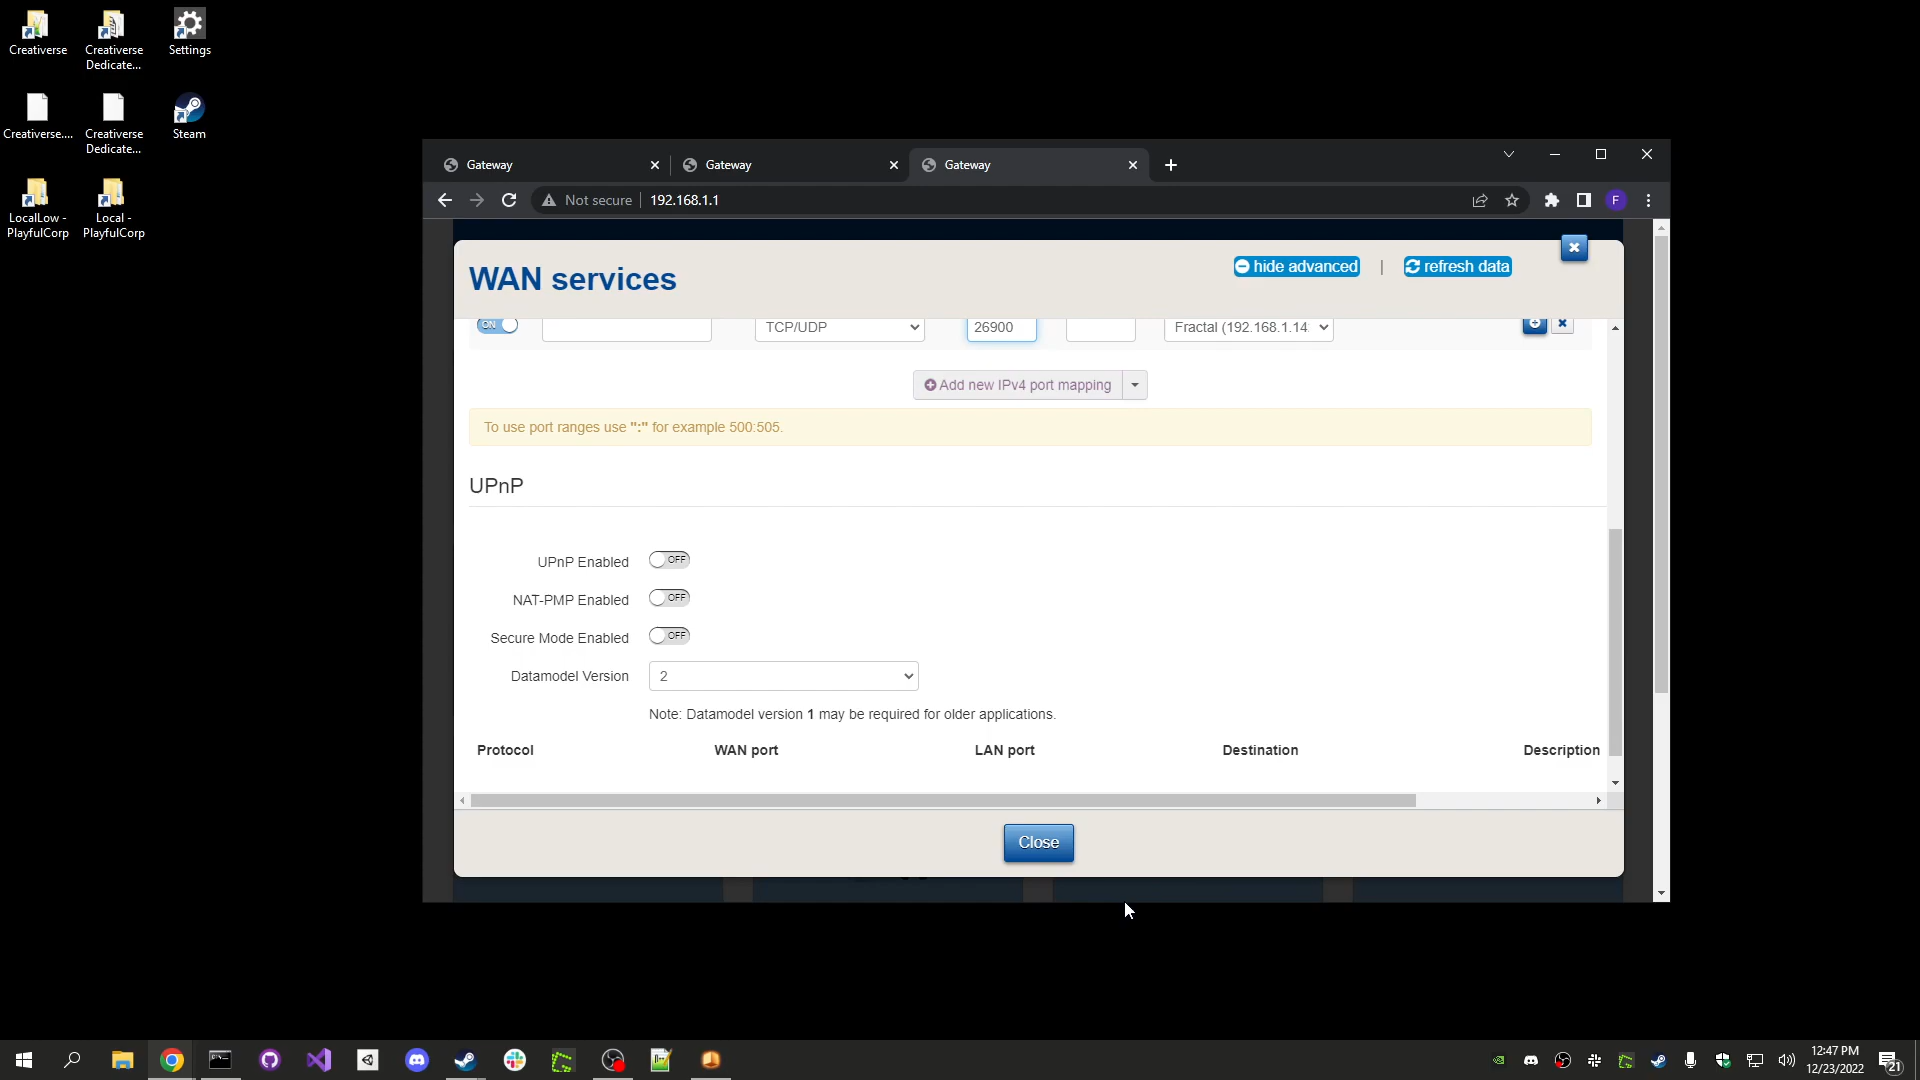 Creativerse
Creativerse
Dedicate...
Settings
Creativerse....
Creativerse
Dedicate...
Steam
LocalLow -
PlayfulCorp
Local -
PlayfulCorp
Gateway
Gateway
Gateway
Not secure
192.168.1.1
F
WAN services
hide advanced | refresh data
ON
TCP/UDP
26900
Fractal (192.168.1.14
Add new IPv4 port mapping
To use port ranges use ":" for example 500:505.
UPnP
UPnP Enabled
OFF
NAT-PMP Enabled
OFF
Secure Mode Enabled
OFF
Datamodel Version
2
Note: Datamodel version 1 may be required for older applications.
Protocol
WAN port
LAN port
Destination
Description
Close
12:47 PM
12/23/2022
21